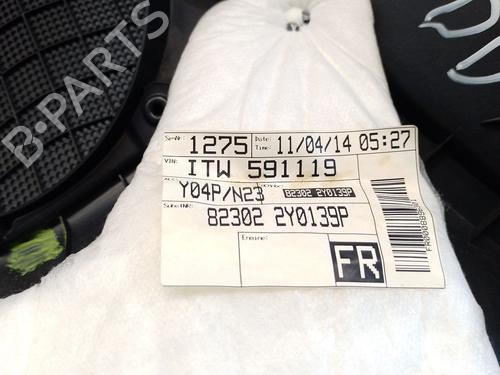 B-PARTS
SeqNr: 1275 Date: Time: 11/04/14 05:27
VIN: ITW 591119
Y04P/N23 82302 2Y0139P
82302 2Y0139P
Engine:
FR